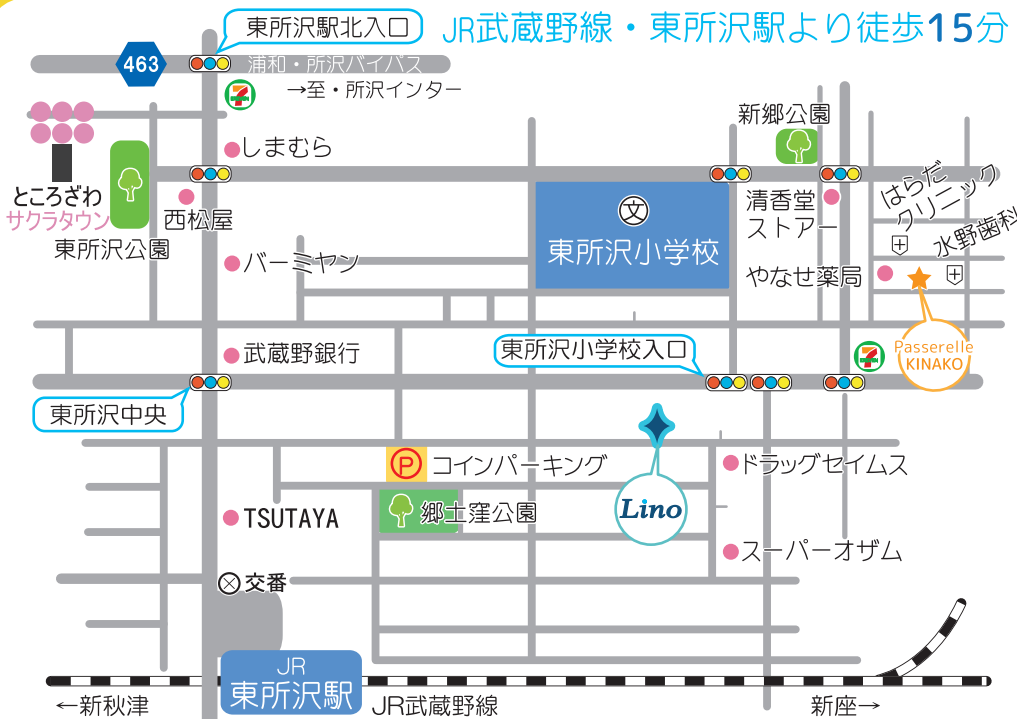 東所沢駅北入口
JR武蔵野線・東所沢駅より徒歩15分
463
浦和・所沢バイパス
→至・所沢インター
7
新郷公園
しまむら
ところざわ
サクラタウン
西松屋
東所沢公園
文
東所沢小学校
清香堂
ストアー
はらだ
クリニック
水野歯科
バーミヤン
やなせ薬局
武蔵野銀行
東所沢小学校入口
7
Passerelle
KINAKO
東所沢中央
P
コインパーキング
ドラッグセイムス
郷土窪公園
Lino
TSUTAYA
スーパーオザム
交番
JR
東所沢駅
←新秋津
JR武蔵野線
新座→